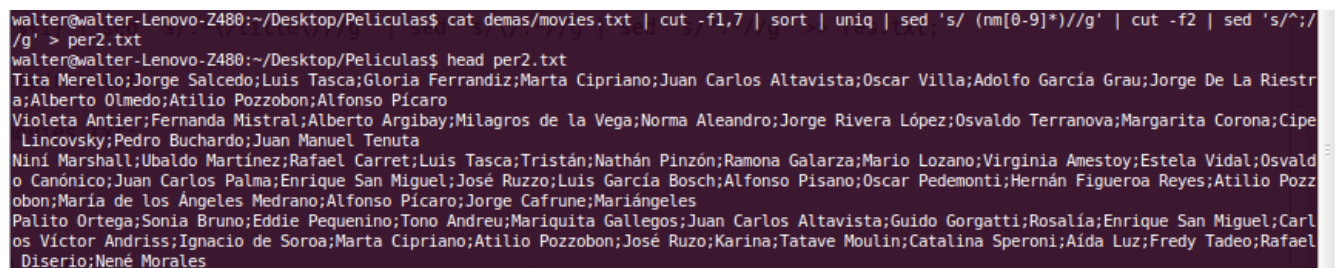 walter@walter-Lenovo-Z480:~/Desktop/Peliculas$ cat demas/movies.txt | cut -f1,7 | sort | uniq | sed 's/ (nm[0-9]*)//g' | cut -f2 | sed 's/^;/
/g' > per2.txt
walter@walter-Lenovo-Z480:~/Desktop/Peliculas$ head per2.txt
Tita Merello;Jorge Salcedo;Luis Tasca;Gloria Ferrandiz;Marta Cipriano;Juan Carlos Altavista;Oscar Villa;Adolfo García Grau;Jorge De La Riestr
a;Alberto Olmedo;Atilio Pozzobon;Alfonso Pícaro
Violeta Antier;Fernanda Mistral;Alberto Argibay;Milagros de la Vega;Norma Aleandro;Jorge Rivera López;Osvaldo Terranova;Margarita Corona;Cipe
 Lincovsky;Pedro Buchardo;Juan Manuel Tenuta
Niní Marshall;Ubaldo Martínez;Rafael Carret;Luis Tasca;Tristán;Nathán Pinzón;Ramona Galarza;Mario Lozano;Virginia Amestoy;Estela Vidal;Osvald
o Canónico;Juan Carlos Palma;Enrique San Miguel;José Ruzzo;Luis García Bosch;Alfonso Pisano;Oscar Pedemonti;Hernán Figueroa Reyes;Atilio Pozz
obon;María de los Ángeles Medrano;Alfonso Pícaro;Jorge Cafrune;Mariángeles
Palito Ortega;Sonia Bruno;Eddie Pequenino;Tono Andreu;Mariquita Gallegos;Juan Carlos Altavista;Guido Gorgatti;Rosalía;Enrique San Miguel;Carl
os Víctor Andriss;Ignacio de Soroa;Marta Cipriano;Atilio Pozzobon;José Ruzo;Karina;Tatave Moulin;Catalina Speroni;Aída Luz;Fredy Tadeo;Rafael
 Diserio;Nené Morales